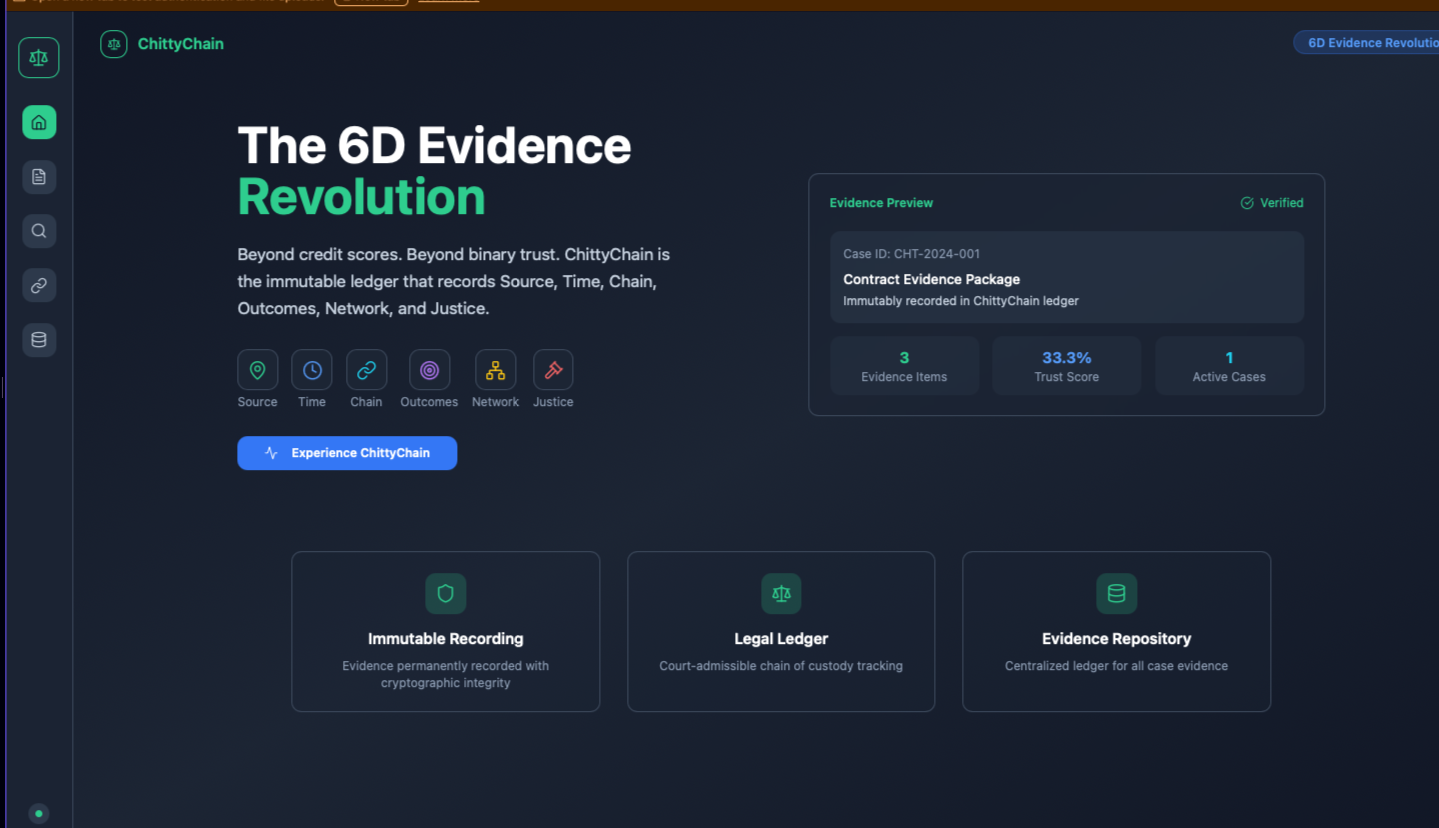 ChittyChain
6D Evidence
The 6D Evidence
Revolution
Beyond credit scores. Beyond binary trust. ChittyChain is
the immutable ledger that records Source, Time, Chain,
Outcomes, Network, and Justice.
Source Time Chain Outcomes Network Justice
Experience ChittyChain
Evidence Preview
Verified
Case ID: CHT-2024-001
Contract Evidence Package
Immutably recorded in ChittyChain ledger
3
Evidence Items
33.3%
Trust Score
1
Active Cases
Immutable Recording
Evidence permanently recorded with
cryptographic integrity
Legal Ledger
Court-admissible chain of custody tracking
Evidence Repository
Centralized ledger for all case evidence